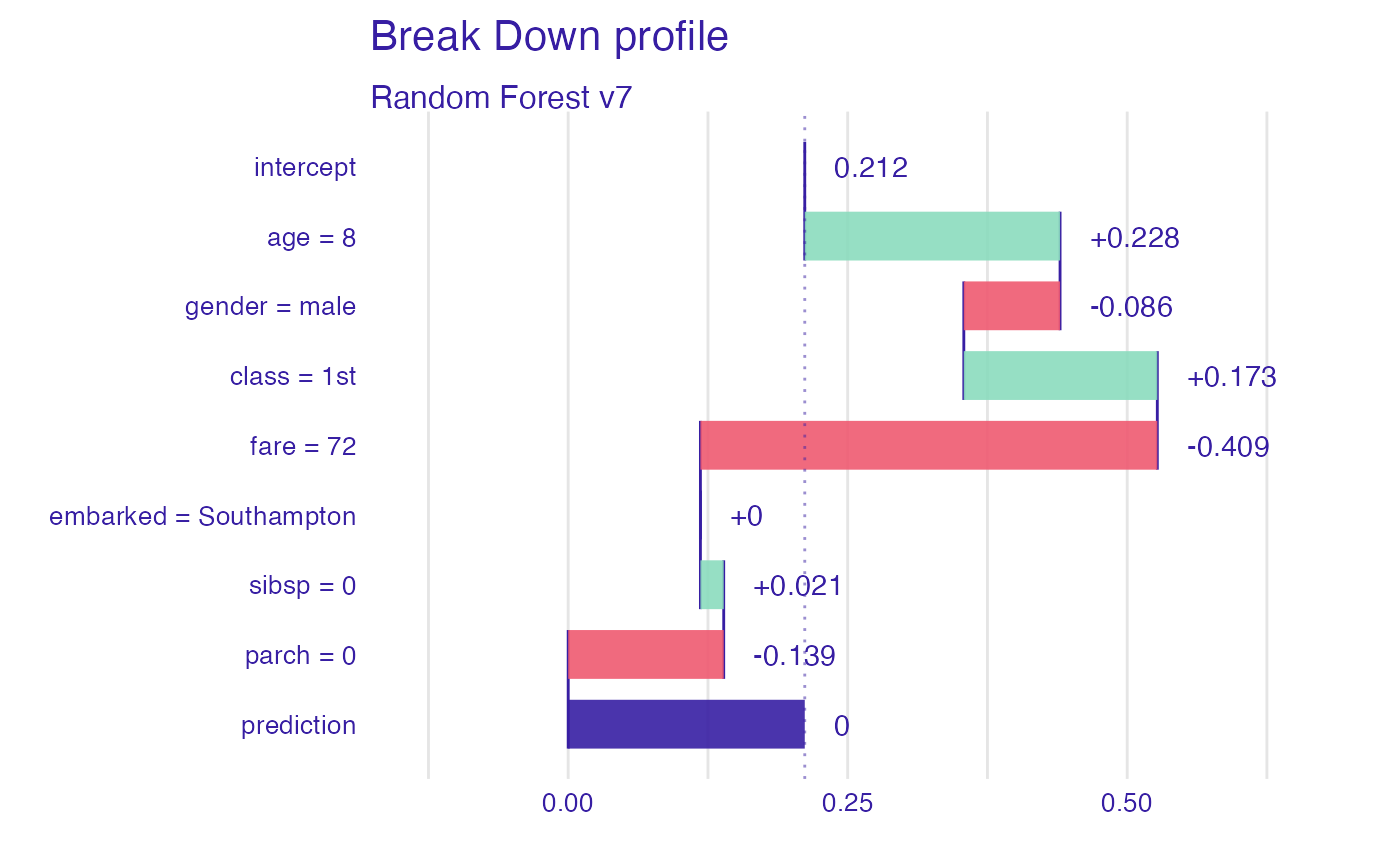 Break Down profile
Random Forest v7
intercept 0.212
age = 8 +0.228
gender = male -0.086
class = 1st +0.173
fare = 72 -0.409
embarked = Southampton +0
sibsp = 0 +0.021
parch = 0 -0.139
prediction 0
0.00 0.25 0.50